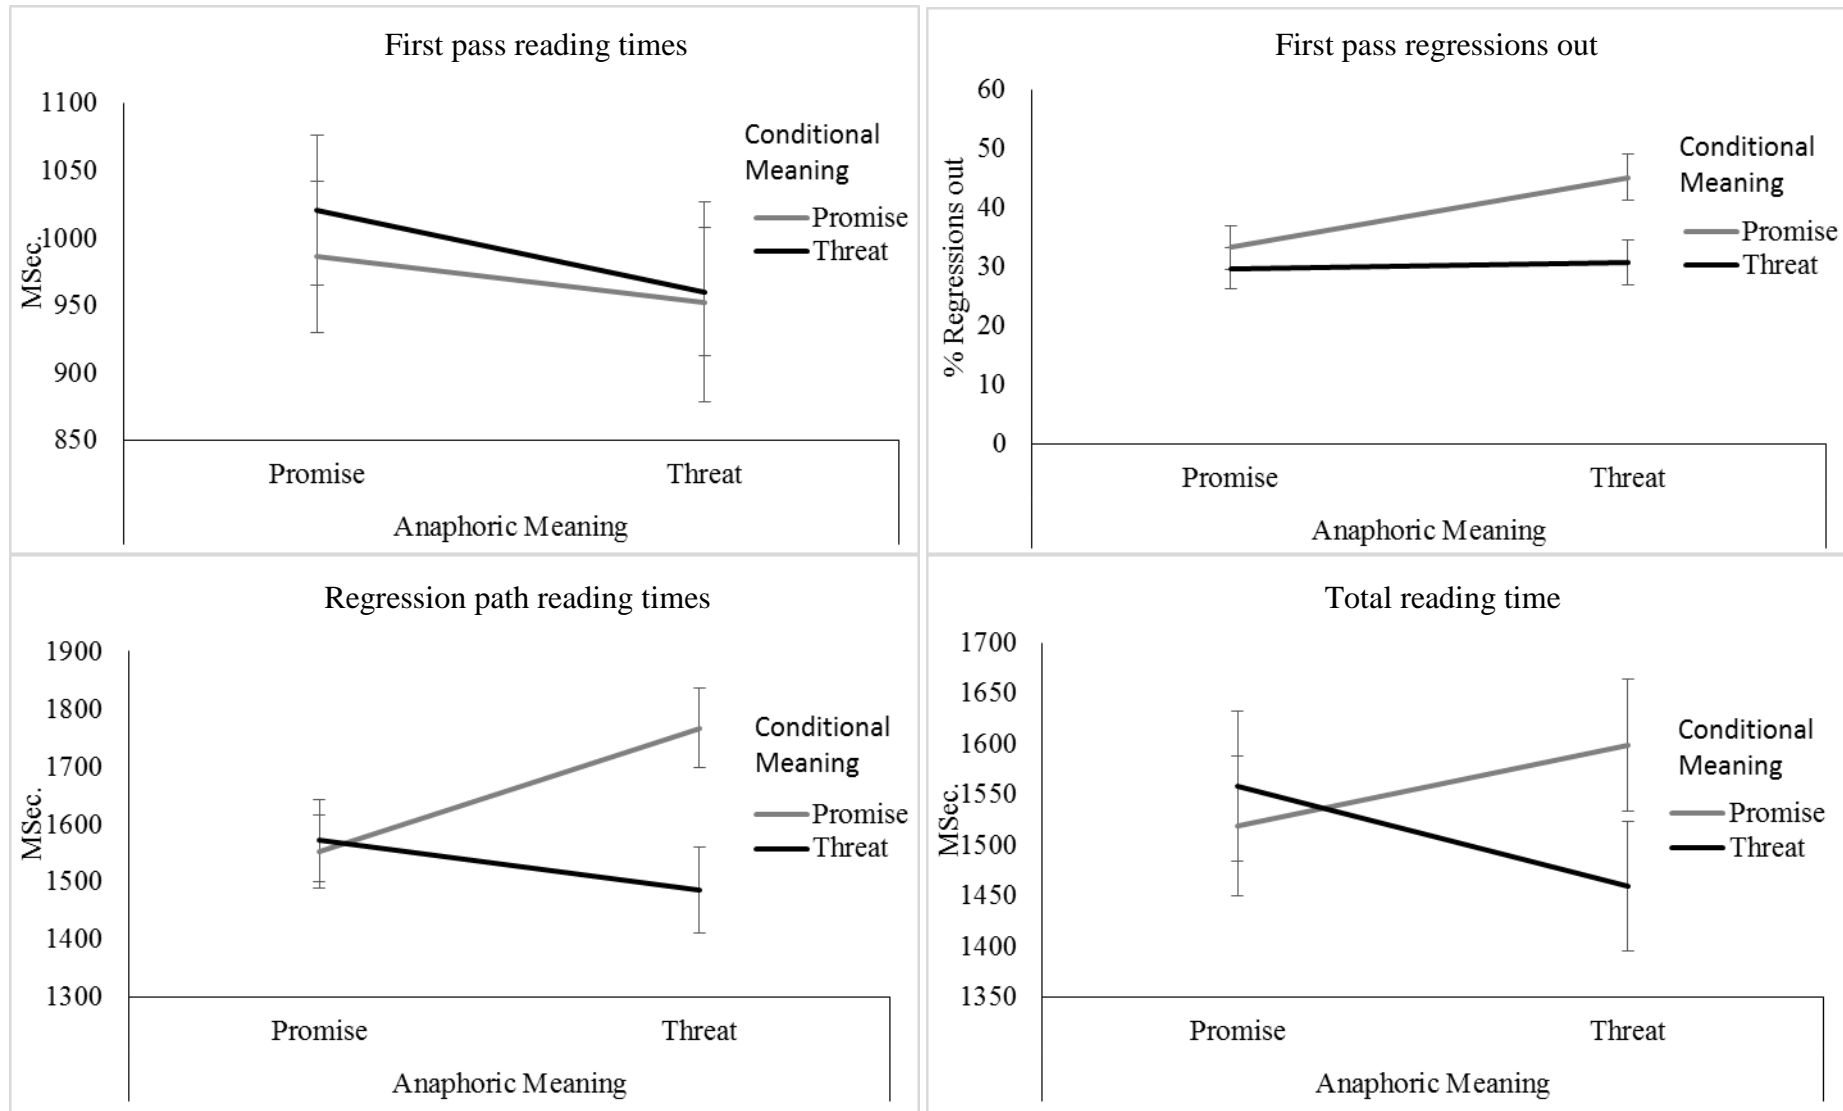 First pass reading times
1100
1050
1000
950
900
850
MSec.
Conditional
Meaning
Promise
Threat
Promise Threat
Anaphoric Meaning
First pass regressions out
60
50
40
30
20
10
0
% Regressions out
Conditional
Meaning
Promise
Threat
Promise Threat
Anaphoric Meaning
Regression path reading times
1900
1800
1700
1600
1500
1400
1300
MSec.
Conditional
Meaning
Promise
Threat
Promise Threat
Anaphoric Meaning
Total reading time
1700
1650
1600
1550
1500
1450
1400
1350
MSec.
Conditional
Meaning
Promise
Threat
Promise Threat
Anaphoric Meaning